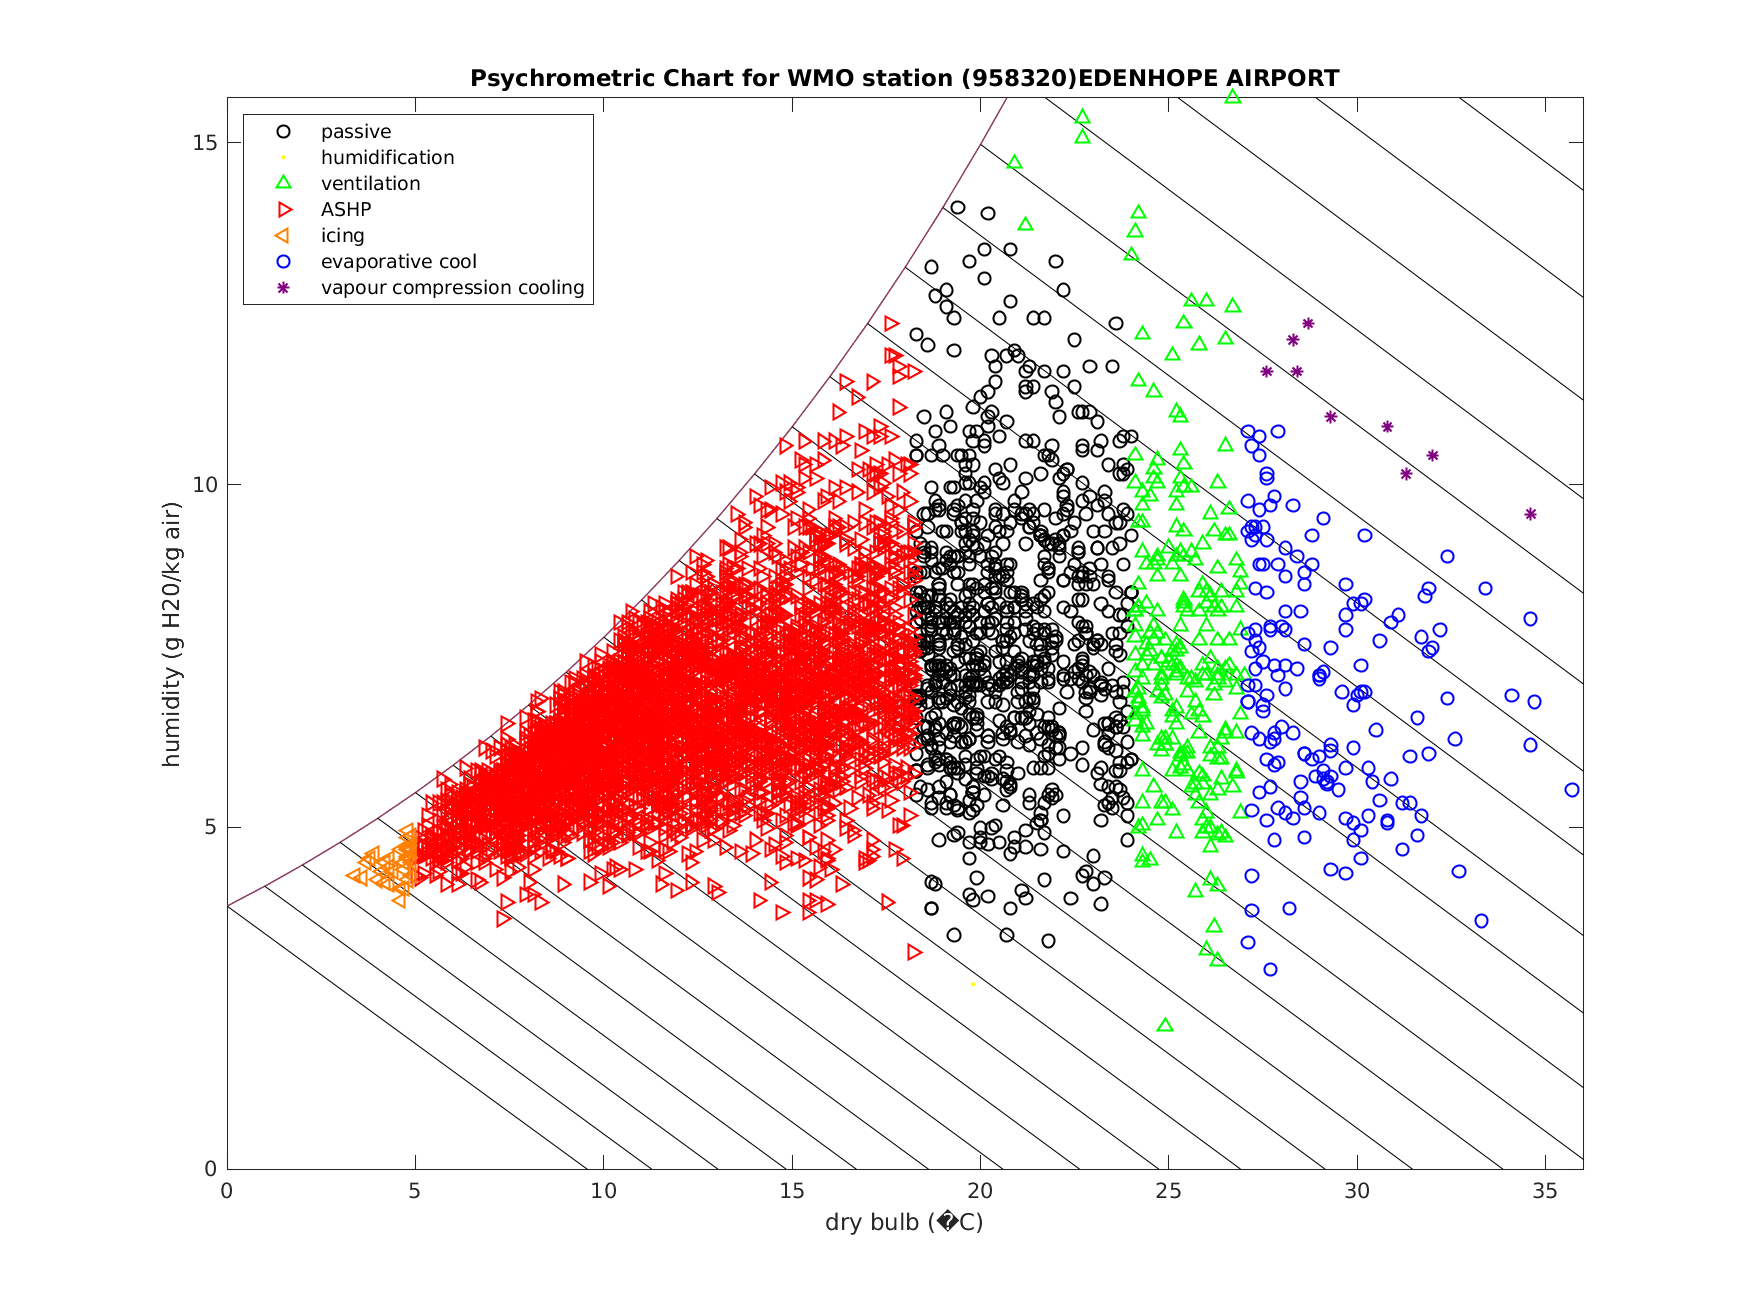 Psychrometric Chart for WMO station (958320)EDENHOPE AIRPORT
passive
humidification
ventilation
ASHP
icing
evaporative cool
vapour compression cooling
humidity (g H20/kg air)
15
10
5
0
0 5 10 15 20 25 30 35
dry bulb (�C)